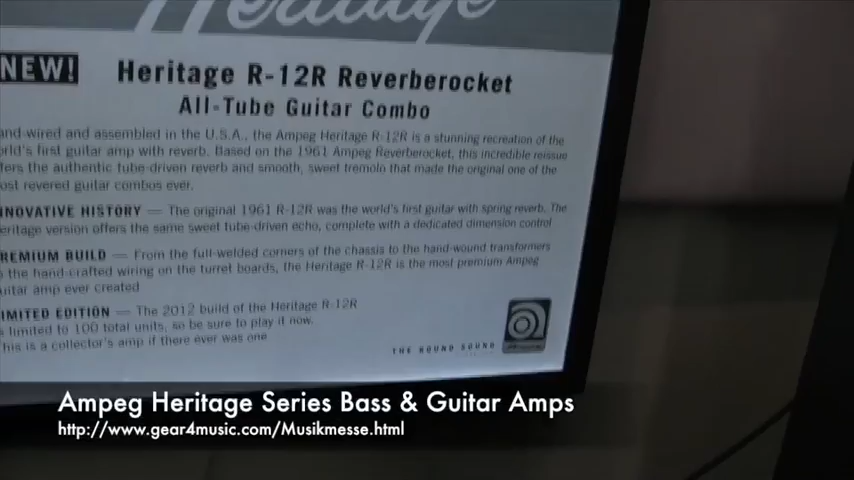 Heritage
NEW! Heritage R-12R Reverberocket
All-Tube Guitar Combo
and-wired and assembled in the U.S.A., the Ampeg Heritage R-12R is a stunning recreation of the
orld's first guitar amp with reverb. Based on the 1961 Ampeg Reverberocket, this incredible reissue
fers the authentic tube-driven reverb and smooth, sweet tremolo that made the original one of the
ost revered guitar combos ever.
NNOVATIVE HISTORY — The original 1961 R-12R was the world's first guitar with spring reverb. The
eritage version offers the same sweet tube-driven echo, complete with a dedicated dimension control
REMIUM BUILD — From the full-welded corners of the chassis to the hand-wound transformers
the hand-crafted wiring on the turret boards, the Heritage R-12R is the most premium Ampeg
uitar amp ever created
IMITED EDITION — The 2012 build of the Heritage R-12R
s limited to 100 total units, so be sure to play it now.
his is a collector's amp if there ever was one
THE ROUND SOUND
Ampeg Heritage Series Bass & Guitar Amps
http://www.gear4music.com/Musikmesse.html